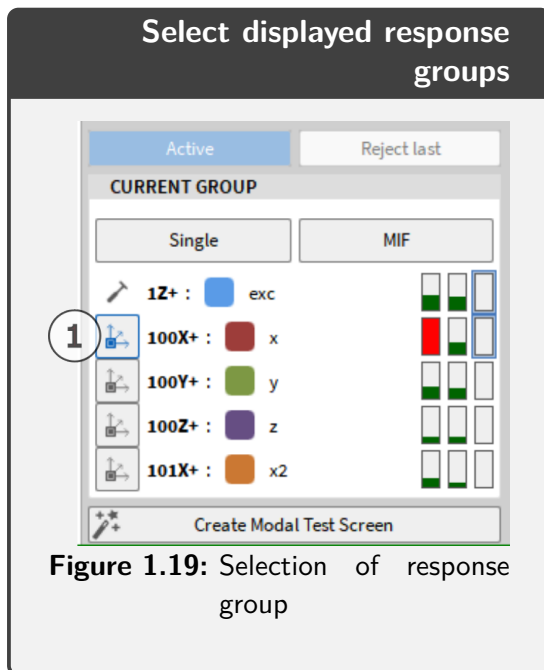 Select displayed response
groups
Active Reject last
CURRENT GROUP
Single MIF
1Z+ : exc
1 100X+ : x
100Y+ : y
100Z+ : z
101X+ : x2
Create Modal Test Screen
Figure 1.19: Selection of response
group